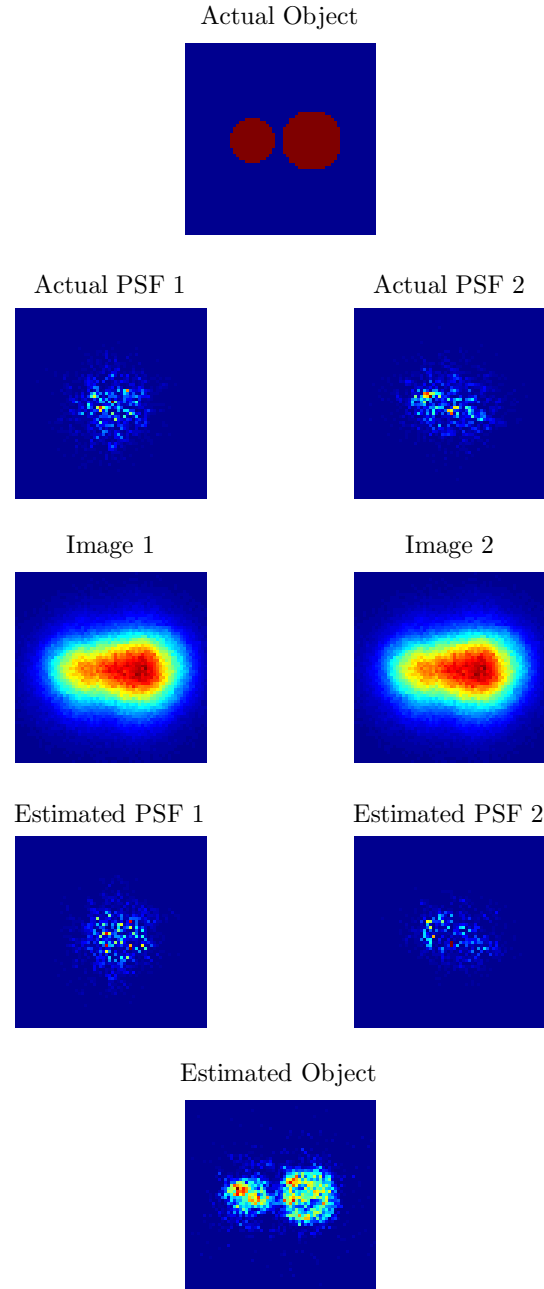 Actual Object
Actual PSF 1
Actual PSF 2
Image 1
Image 2
Estimated PSF 1
Estimated PSF 2
Estimated Object